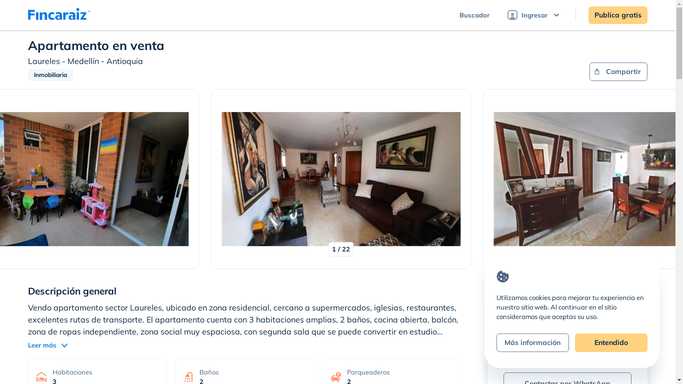 Fincaraiz
Buscador
Ingresar
Publica gratis
Apartamento en venta
Laureles - Medellín - Antioquia
Inmobiliaria
Compartir
1 / 22
Descripción general
Vendo apartamento sector Laureles, ubicado en zona residencial, cercano a supermercados, iglesias, restaurantes,
excelentes rutas de transporte. El apartamento cuenta con 3 habitaciones amplias, 2 baños, cocina abierta, balcón,
zona de ropas independiente, zona social muy espaciosa, con segunda sala que se puede convertir en estudio...
Leer más
Habitaciones
3
Baños
2
Parqueaderos
2
Utilizamos cookies para mejorar tu experiencia en
nuestro sitio web. Al continuar en el sitio
consideramos que aceptas su uso.
Más información
Entendido
Contactar por WhatsApp